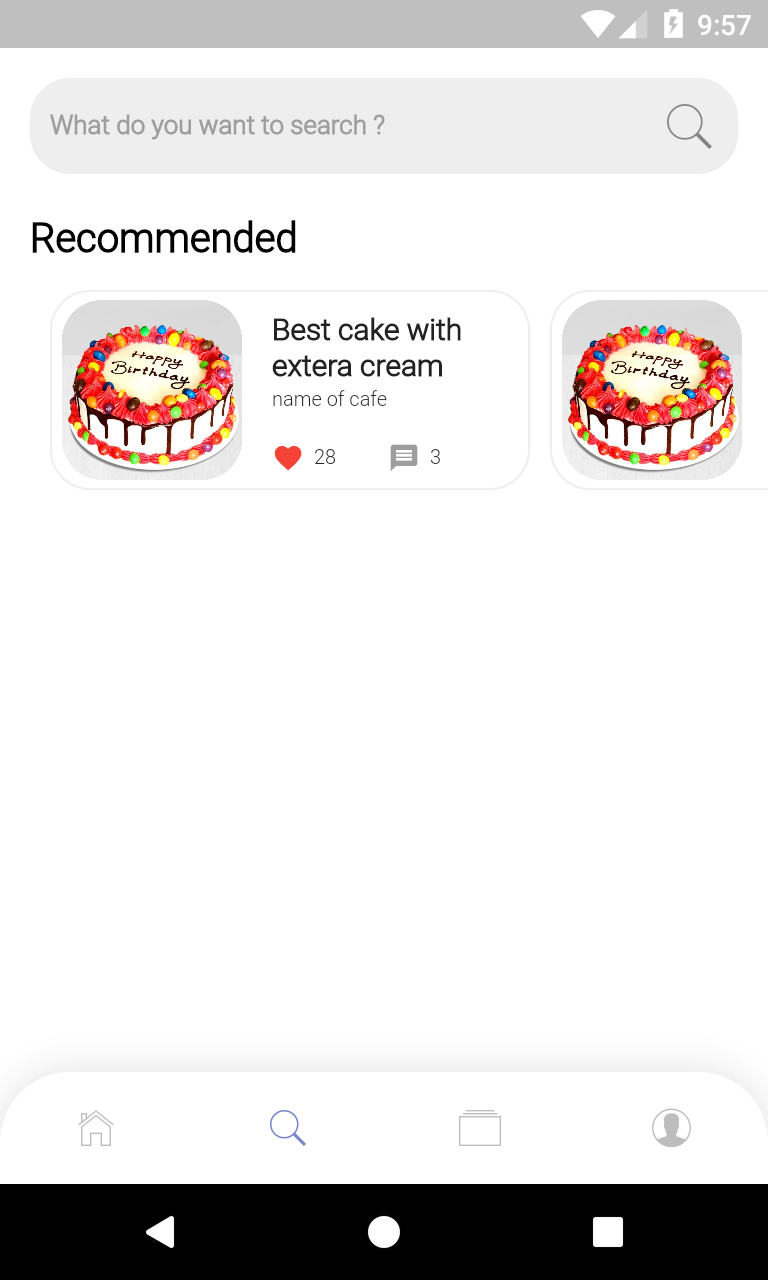 9:57
What do you want to search ?
Recommended
Happy
Birthday
Best cake with
extera cream
name of cafe
28
3
Happy
Birthday